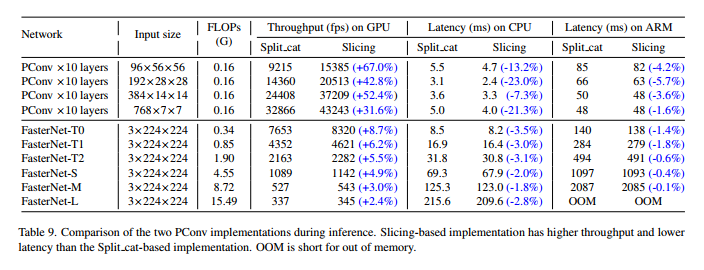 Network Input size FLOPs (G) Throughput (fps) on GPU Latency (ms) on CPU Latency (ms) on ARM
Split_cat Slicing Split_cat Slicing Split_cat Slicing
PConv ×10 layers 96×56×56 0.16 9215 15385 (+67.0%) 5.5 4.7 (-13.2%) 85 82 (-4.2%)
PConv ×10 layers 192×28×28 0.16 14360 20513 (+42.8%) 3.1 2.4 (-23.0%) 66 63 (-5.7%)
PConv ×10 layers 384×14×14 0.16 24408 37209 (+52.4%) 3.6 3.3 (-7.3%) 50 48 (-3.6%)
PConv ×10 layers 768×7×7 0.16 32866 43243 (+31.6%) 5.0 4.0 (-21.3%) 48 48 (-1.6%)
FasterNet-T0 3×224×224 0.34 7653 8320 (+8.7%) 8.5 8.2 (-3.5%) 140 138 (-1.4%)
FasterNet-T1 3×224×224 0.85 4352 4621 (+6.2%) 16.9 16.4 (-3.0%) 284 279 (-1.8%)
FasterNet-T2 3×224×224 1.90 2163 2282 (+5.5%) 31.8 30.8 (-3.1%) 494 491 (-0.6%)
FasterNet-S 3×224×224 4.55 1089 1142 (+4.9%) 69.3 67.9 (-2.0%) 1097 1093 (-0.4%)
FasterNet-M 3×224×224 8.72 527 543 (+3.0%) 125.3 123.0 (-1.8%) 2087 2085 (-0.1%)
FasterNet-L 3×224×224 15.49 337 345 (+2.4%) 215.6 209.6 (-2.8%) OOM OOM
Table 9. Comparison of the two PConv implementations during inference. Slicing-based implementation has higher throughput and lower
latency than the Split_cat-based implementation. OOM is short for out of memory.